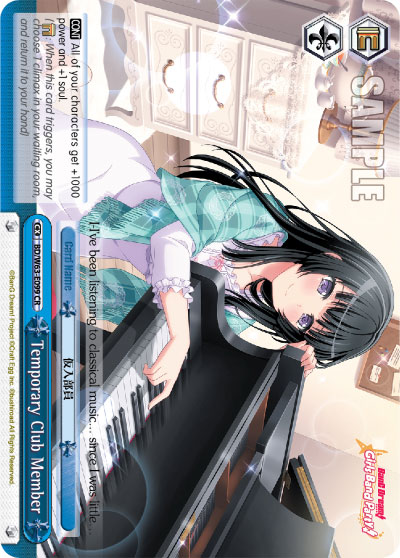 SAMPLE
BanG Dream!
Girls Band Party!
I-I've been listening to classical music... since I was little...
[CONT] All of your characters get +1000
power and +1 soul.
( : When this card triggers, you may
choose 1 climax in your waiting room,
and return it to your hand)
Card Name
仮入部員
CX BD/W63-E099 CR
Temporary Club Member
©BanG Dream! Project ©Craft Egg Inc. ©bushiroad All Rights Reserved.